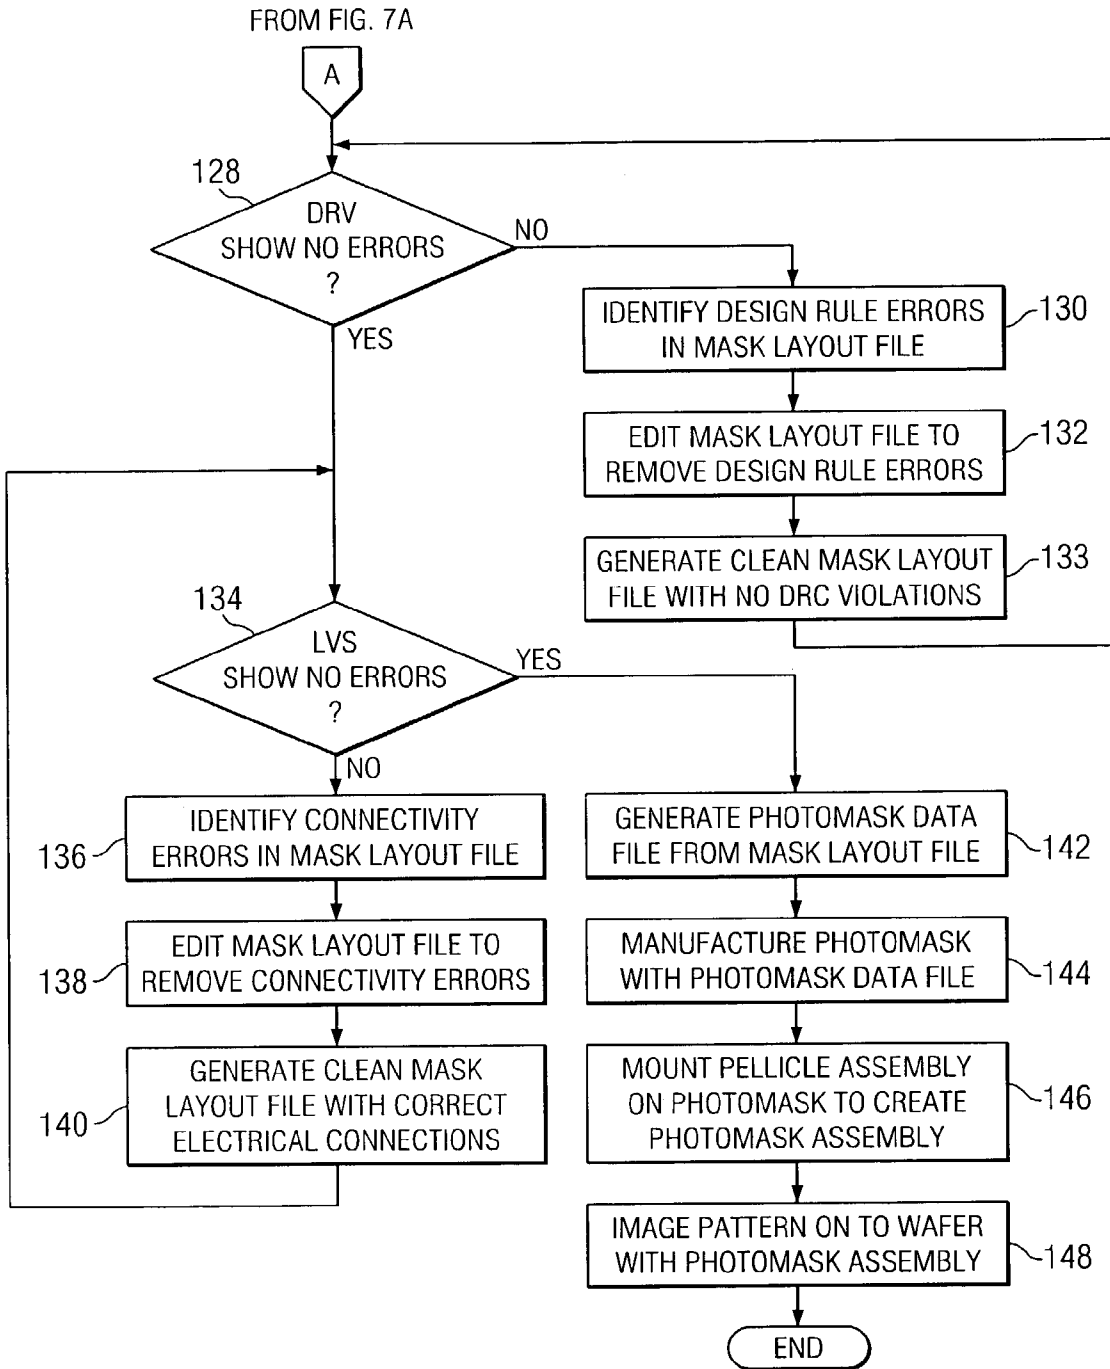 FROM FIG. 7A
A
128
DRV
SHOW NO ERRORS
?
NO
YES
IDENTIFY DESIGN RULE ERRORS
IN MASK LAYOUT FILE
130
EDIT MASK LAYOUT FILE TO
REMOVE DESIGN RULE ERRORS
132
GENERATE CLEAN MASK LAYOUT
FILE WITH NO DRC VIOLATIONS
133
134
LVS
SHOW NO ERRORS
?
YES
NO
IDENTIFY CONNECTIVITY
ERRORS IN MASK LAYOUT FILE
136
EDIT MASK LAYOUT FILE TO
REMOVE CONNECTIVITY ERRORS
138
GENERATE CLEAN MASK
LAYOUT FILE WITH CORRECT
ELECTRICAL CONNECTIONS
140
GENERATE PHOTOMASK DATA
FILE FROM MASK LAYOUT FILE
142
MANUFACTURE PHOTOMASK
WITH PHOTOMASK DATA FILE
144
MOUNT PELLICLE ASSEMBLY
ON PHOTOMASK TO CREATE
PHOTOMASK ASSEMBLY
146
IMAGE PATTERN ON TO WAFER
WITH PHOTOMASK ASSEMBLY
148
END